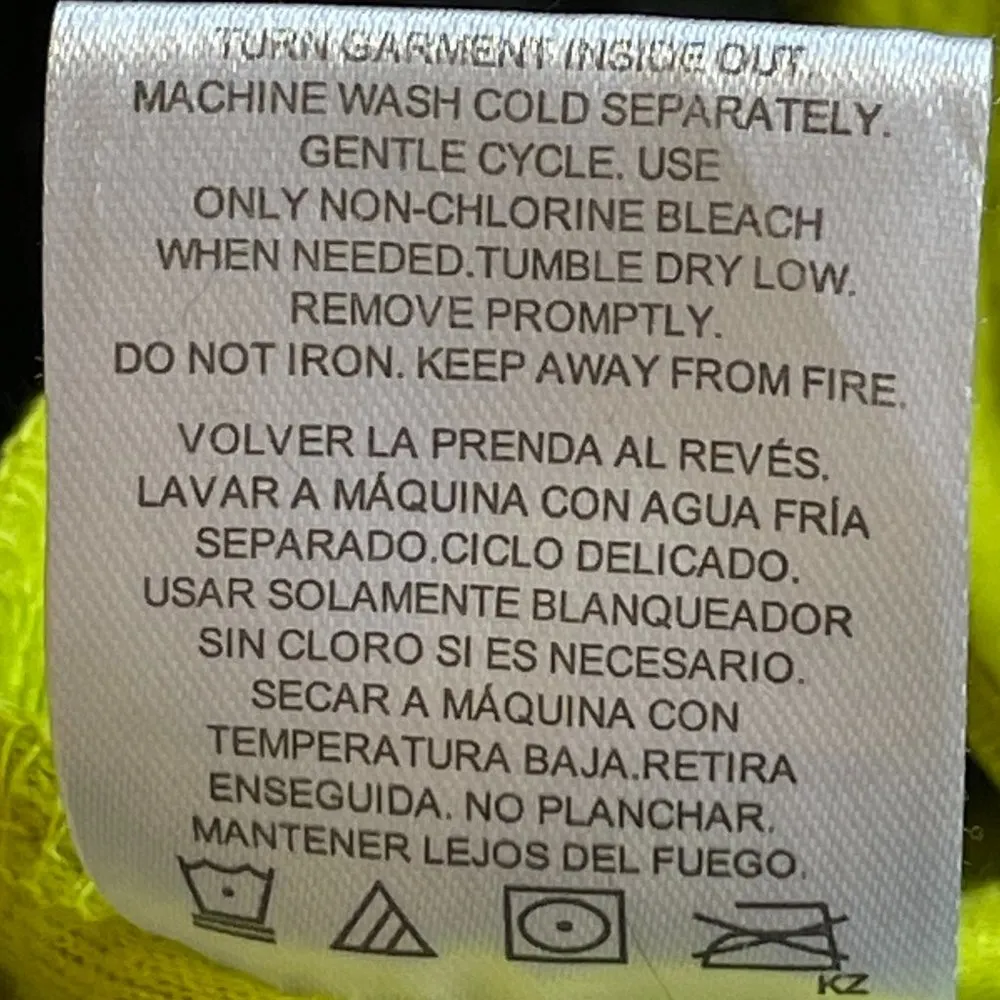 TURN GARMENT INSIDE OUT.
MACHINE WASH COLD SEPARATELY.
GENTLE CYCLE. USE
ONLY NON-CHLORINE BLEACH
WHEN NEEDED.TUMBLE DRY LOW.
REMOVE PROMPTLY.
DO NOT IRON. KEEP AWAY FROM FIRE.
VOLVER LA PRENDA AL REVÉS.
LAVAR A MÁQUINA CON AGUA FRÍA
SEPARADO.CICLO DELICADO.
USAR SOLAMENTE BLANQUEADOR
SIN CLORO SI ES NECESARIO.
SECAR A MÁQUINA CON
TEMPERATURA BAJA.RETIRA
ENSEGUIDA. NO PLANCHAR.
MANTENER LEJOS DEL FUEGO.
KZ